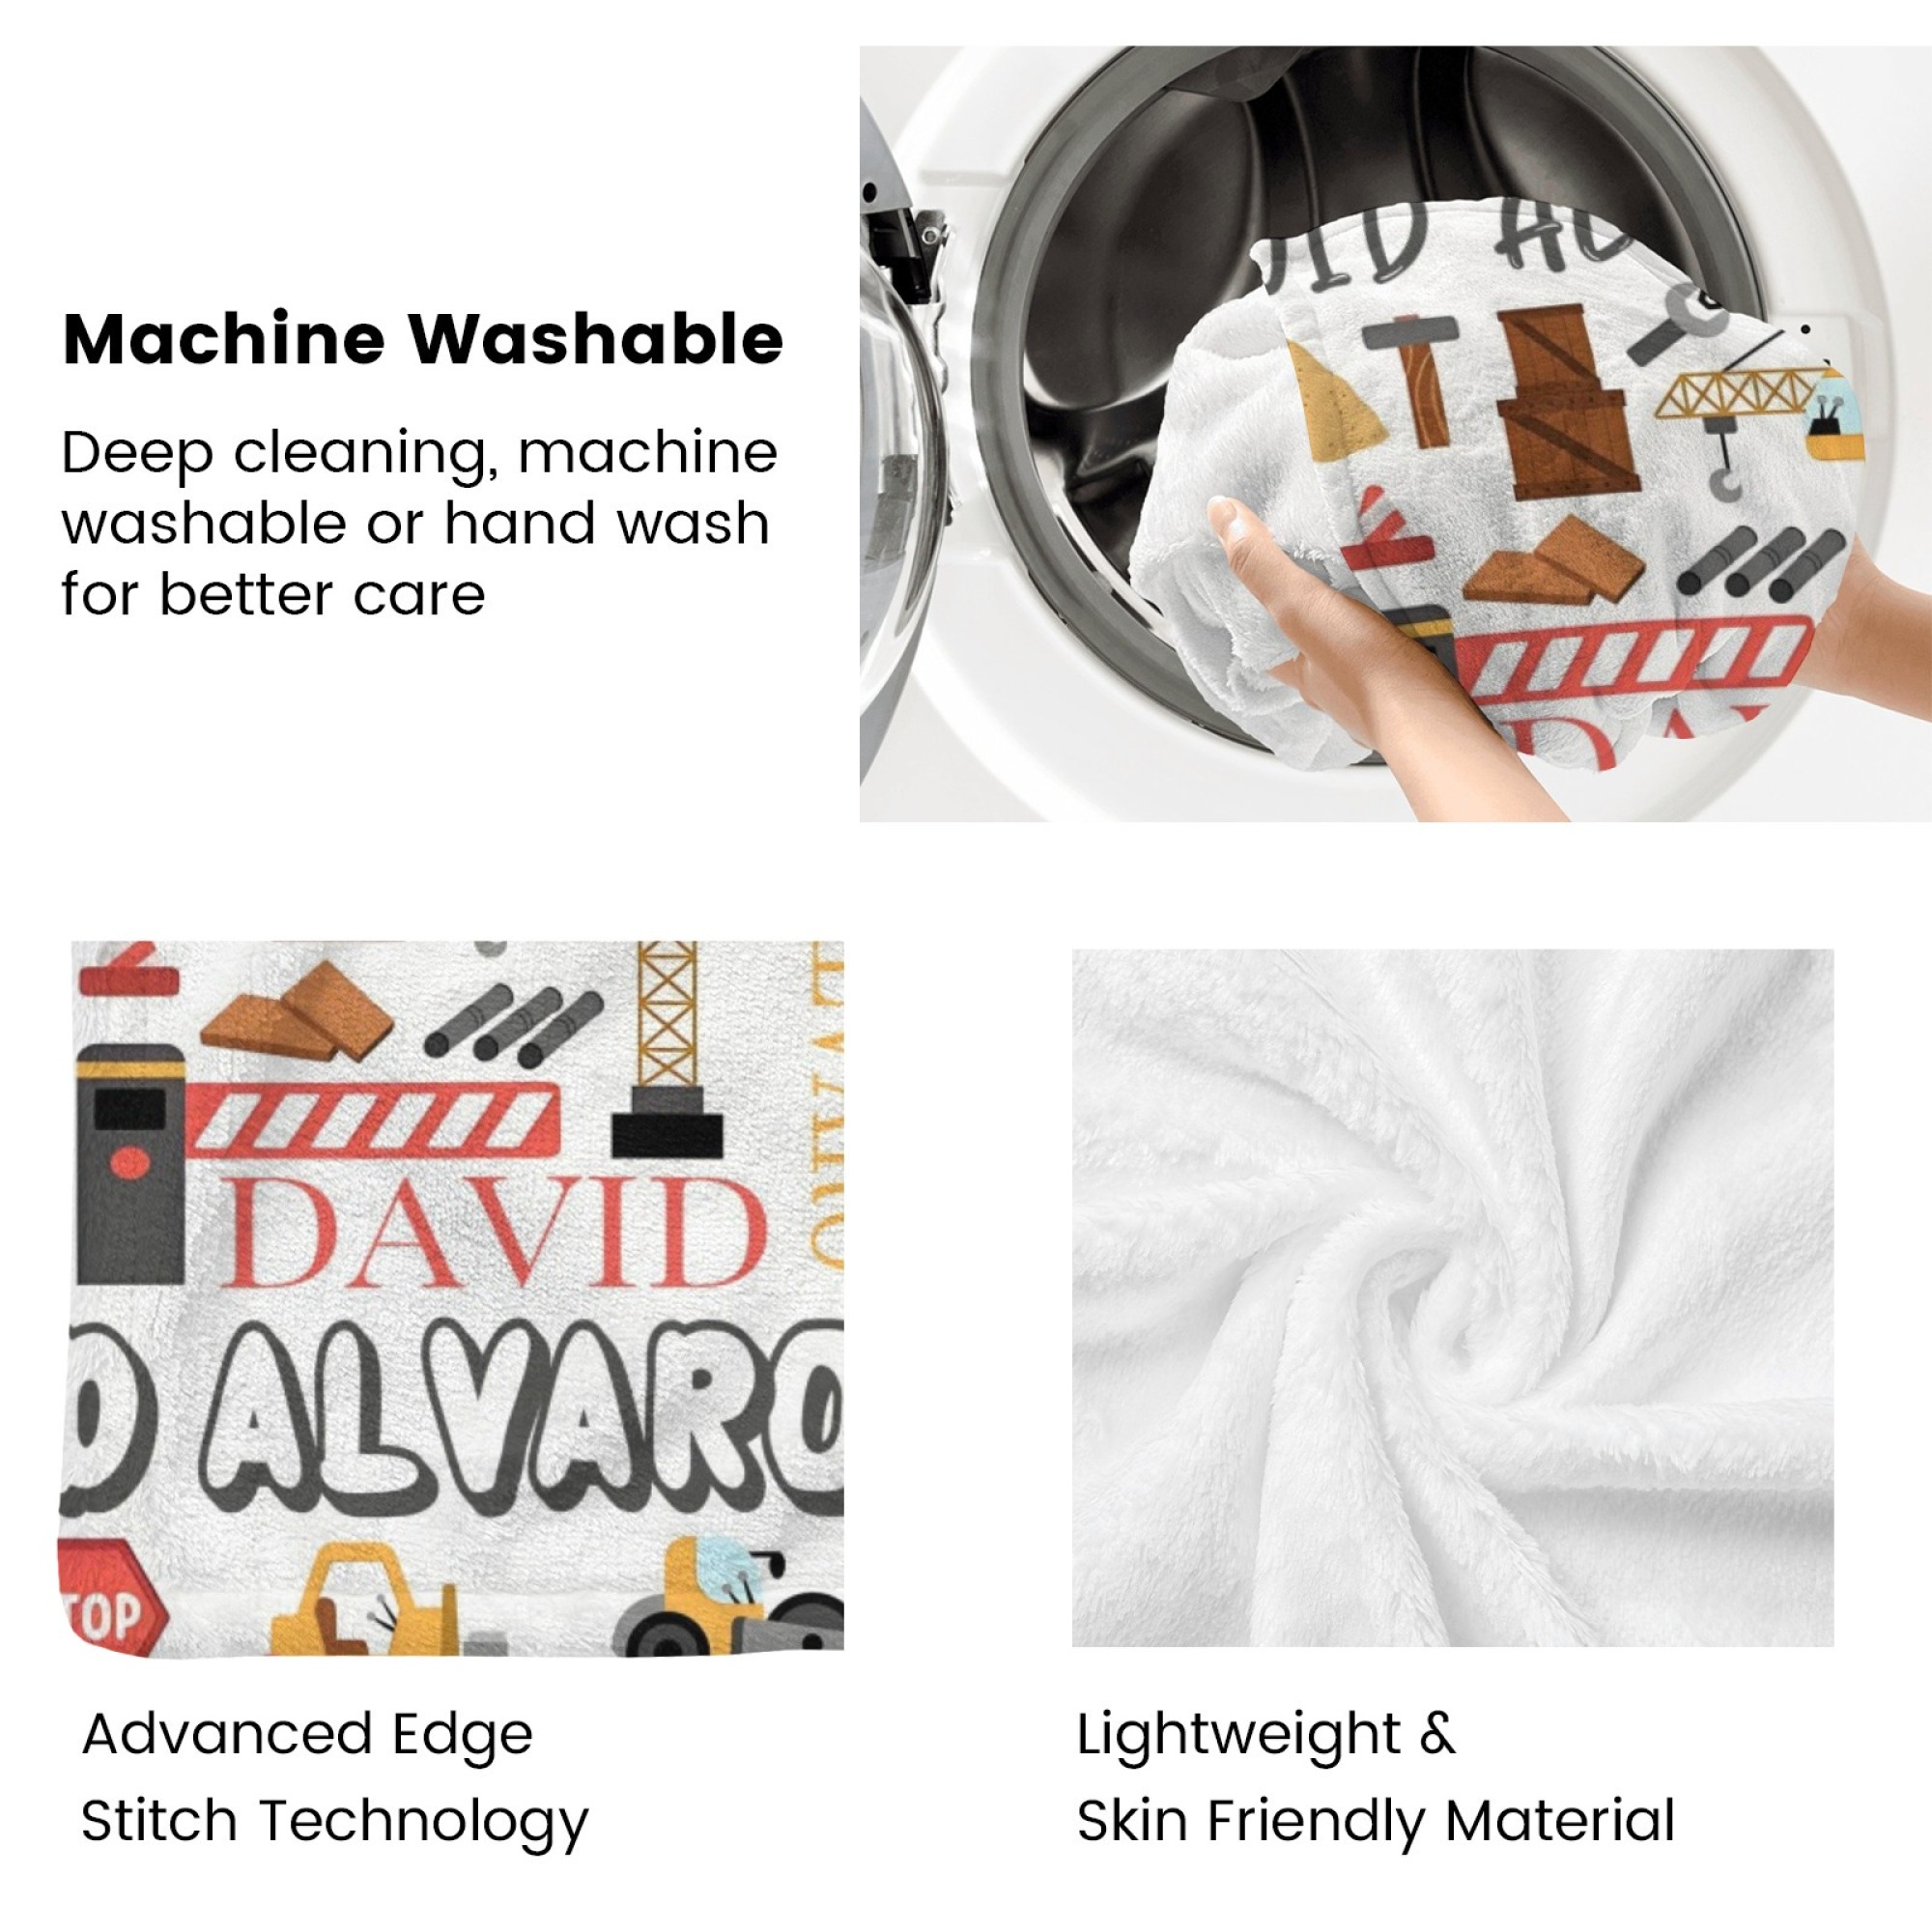 Machine Washable
Deep cleaning, machine
washable or hand wash
for better care
DAVID
ALVARO
TOP
Advanced Edge
Stitch Technology
Lightweight &
Skin Friendly Material